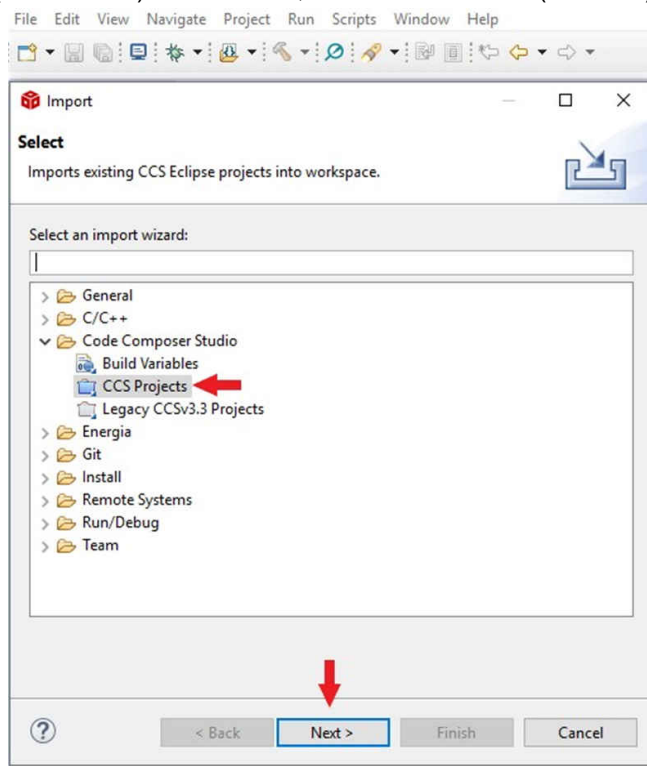 File Edit View Navigate Project Run Scripts Window Help
Import
Select
Imports existing CCS Eclipse projects into workspace.
Select an import wizard:
General
C/C++
Code Composer Studio
Build Variables
CCS Projects
Legacy CCSv3.3 Projects
Energia
Git
Install
Remote Systems
Run/Debug
Team
< Back Next > Finish Cancel